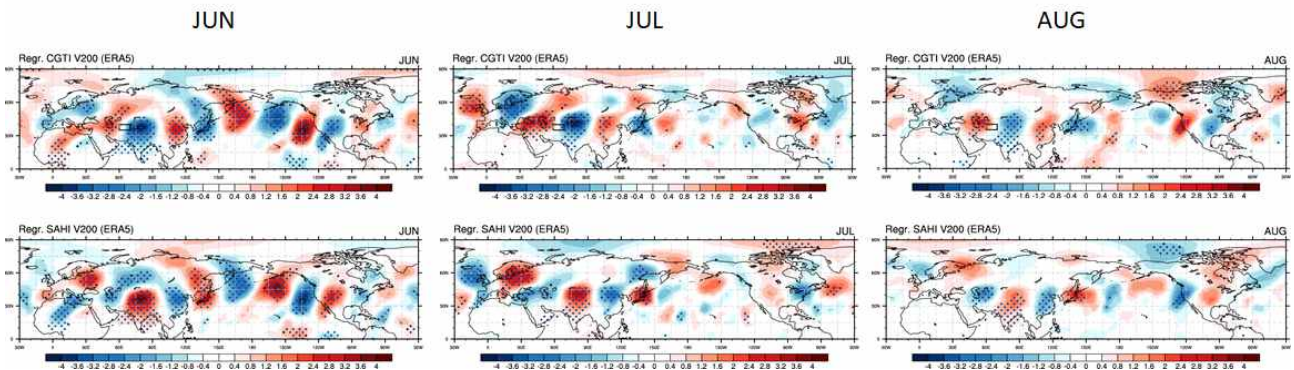 JUN JUL AUG
Regr. CGTI V200 (ERA5) JUN Regr. CGTI V200 (ERA5) JUL Regr. CGTI V200 (ERA5) AUG
-4 -3.6 -3.2 -2.8 -2.4 -2 -1.6 -1.2 -0.8 -0.4 0 0.4 0.8 1.2 1.6 2 2.4 2.8 3.2 3.6 4 -4 -3.6 -3.2 -2.8 -2.4 -2 -1.6 -1.2 -0.8 -0.4 0 0.4 0.8 1.2 1.6 2 2.4 2.8 3.2 3.6 4 -4 -3.6 -3.2 -2.8 -2.4 -2 -1.6 -1.2 -0.8 -0.4 0 0.4 0.8 1.2 1.6 2 2.4 2.8 3.2 3.6 4
Regr. SAHI V200 (ERA5) JUN Regr. SAHI V200 (ERA5) JUL Regr. SAHI V200 (ERA5) AUG
-4 -3.6 -3.2 -2.8 -2.4 -2 -1.6 -1.2 -0.8 -0.4 0 0.4 0.8 1.2 1.6 2 2.4 2.8 3.2 3.6 4 -4 -3.6 -3.2 -2.8 -2.4 -2 -1.6 -1.2 -0.8 -0.4 0 0.4 0.8 1.2 1.6 2 2.4 2.8 3.2 3.6 4 -4 -3.6 -3.2 -2.8 -2.4 -2 -1.6 -1.2 -0.8 -0.4 0 0.4 0.8 1.2 1.6 2 2.4 2.8 3.2 3.6 4